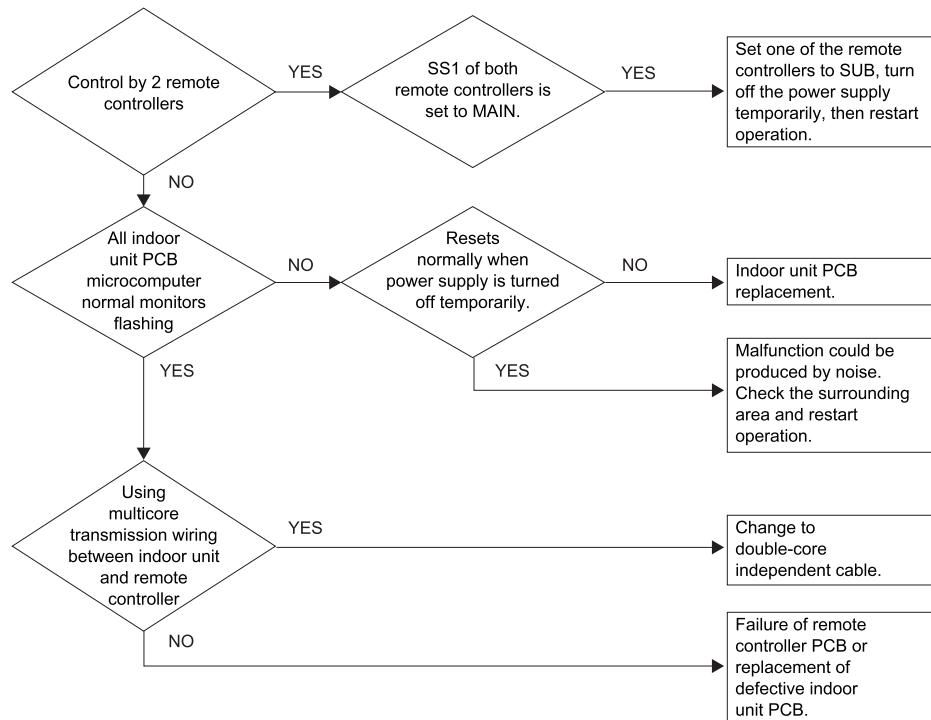 Control by 2 remote
controllers
YES
SS1 of both
remote controllers is
set to MAIN.
YES
Set one of the remote
controllers to SUB, turn
off the power supply
temporarily, then restart
operation.
NO
All indoor
unit PCB
microcomputer
normal monitors
flashing
NO
Resets
normally when
power supply is turned
off temporarily.
NO
Indoor unit PCB
replacement.
YES
YES
Malfunction could be
produced by noise.
Check the surrounding
area and restart
operation.
Using
multicore
transmission wiring
between indoor unit
and remote
controller
YES
Change to
double-core
independent cable.
NO
Failure of remote
controller PCB or
replacement of
defective indoor
unit PCB.